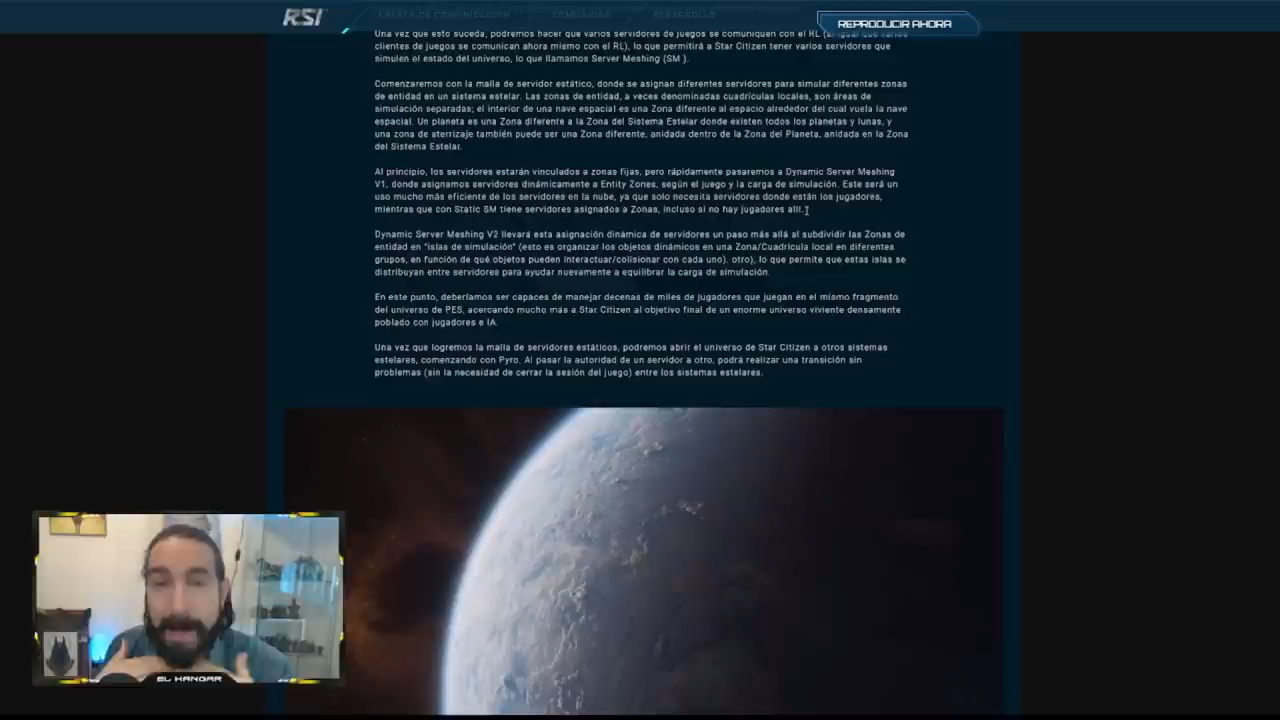 RSI
ENLACE DE COMUNICACIÓN
COMUNIDAD
DESARROLLO
REPRODUCIR AHORA
Una vez que esto suceda, podremos hacer que varios servidores de juegos se comuniquen con el RL (al igual que varios
clientes de juegos se comunican ahora mismo con el RL), lo que permitirá a Star Citizen tener varios servidores que
simulen el estado del universo, lo que llamamos Server Meshing (SM ).
Comenzaremos con la malla de servidor estático, donde se asignan diferentes servidores para simular diferentes zonas
de entidad en un sistema estelar. Las zonas de entidad, a veces denominadas cuadrículas locales, son áreas de
simulación separadas; el interior de una nave espacial es una Zona diferente al espacio alrededor del cual vuela la nave
espacial. Un planeta es una Zona diferente a la Zona del Sistema Estelar donde existen todos los planetas y lunas, y
una zona de aterrizaje también puede ser una Zona diferente, anidada dentro de la Zona del Planeta, anidada en la Zona
del Sistema Estelar.
Al principio, los servidores estarán vinculados a zonas fijas, pero rápidamente pasaremos a Dynamic Server Meshing
V1, donde asignamos servidores dinámicamente a Entity Zones, según el juego y la carga de simulación. Este será un
uso mucho más eficiente de los servidores en la nube, ya que solo necesita servidores donde están los jugadores,
mientras que con Static SM tiene servidores asignados a Zonas, incluso si no hay jugadores allí.
Dynamic Server Meshing V2 llevará esta asignación dinámica de servidores un paso más allá al subdividir las Zonas de
entidad en "islas de simulación" (esto es organizar los objetos dinámicos en una Zona/Cuadrícula local en diferentes
grupos, en función de qué objetos pueden interactuar/colisionar con cada uno). otro), lo que permite que estas islas se
distribuyan entre servidores para ayudar nuevamente a equilibrar la carga de simulación.
En este punto, deberíamos ser capaces de manejar decenas de miles de jugadores que juegan en el mismo fragmento
del universo de PES, acercando mucho más a Star Citizen al objetivo final de un enorme universo viviente densamente
poblado con jugadores e IA.
Una vez que logremos la malla de servidores estáticos, podremos abrir el universo de Star Citizen a otros sistemas
estelares, comenzando con Pyro. Al pasar la autoridad de un servidor a otro, podrá realizar una transición sin
problemas (sin la necesidad de cerrar la sesión del juego) entre los sistemas estelares.
EL HANGAR